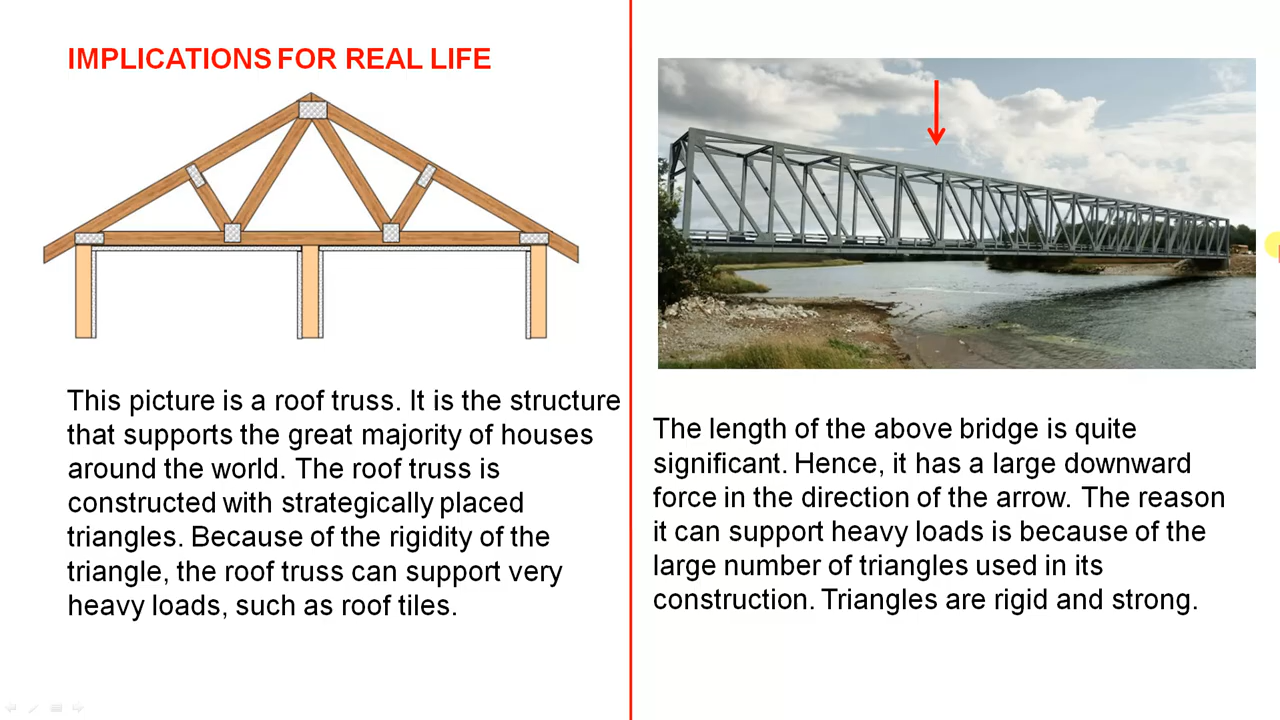 IMPLICATIONS FOR REAL LIFE
This picture is a roof truss. It is the structure
that supports the great majority of houses
around the world. The roof truss is
constructed with strategically placed
triangles. Because of the rigidity of the
triangle, the roof truss can support very
heavy loads, such as roof tiles.
The length of the above bridge is quite
significant. Hence, it has a large downward
force in the direction of the arrow. The reason
it can support heavy loads is because of the
large number of triangles used in its
construction. Triangles are rigid and strong.